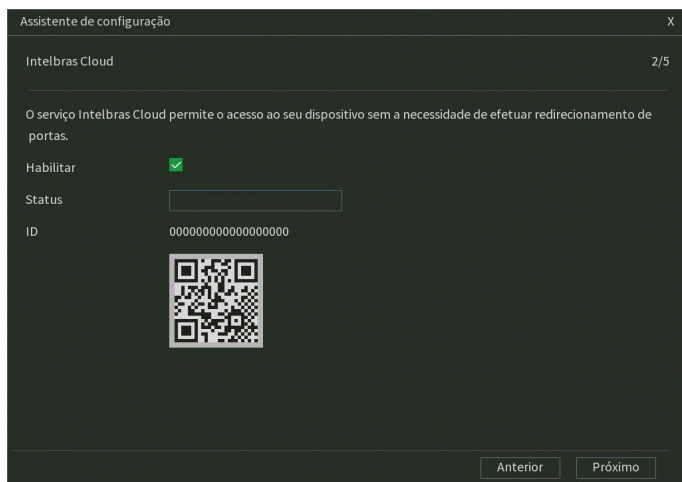 Assistente de configuração X
Intelbras Cloud 2/5
O serviço Intelbras Cloud permite o acesso ao seu dispositivo sem a necessidade de efetuar redirecionamento de
portas.
Habilitar
Status
ID 000000000000000000
Anterior Próximo